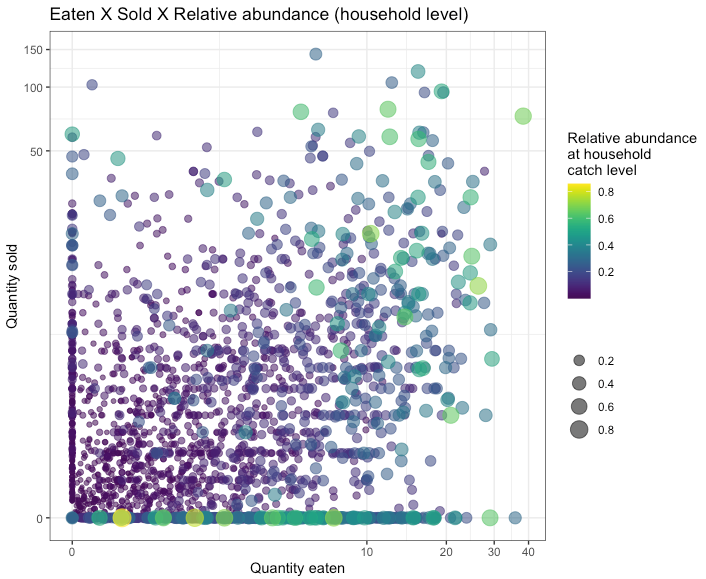 Eaten X Sold X Relative abundance (household level)
150
100
50
0
Quantity sold
0
10
20
30
40
Quantity eaten
Relative abundance
at household
catch level
0.8
0.6
0.4
0.2
0.2
0.4
0.6
0.8